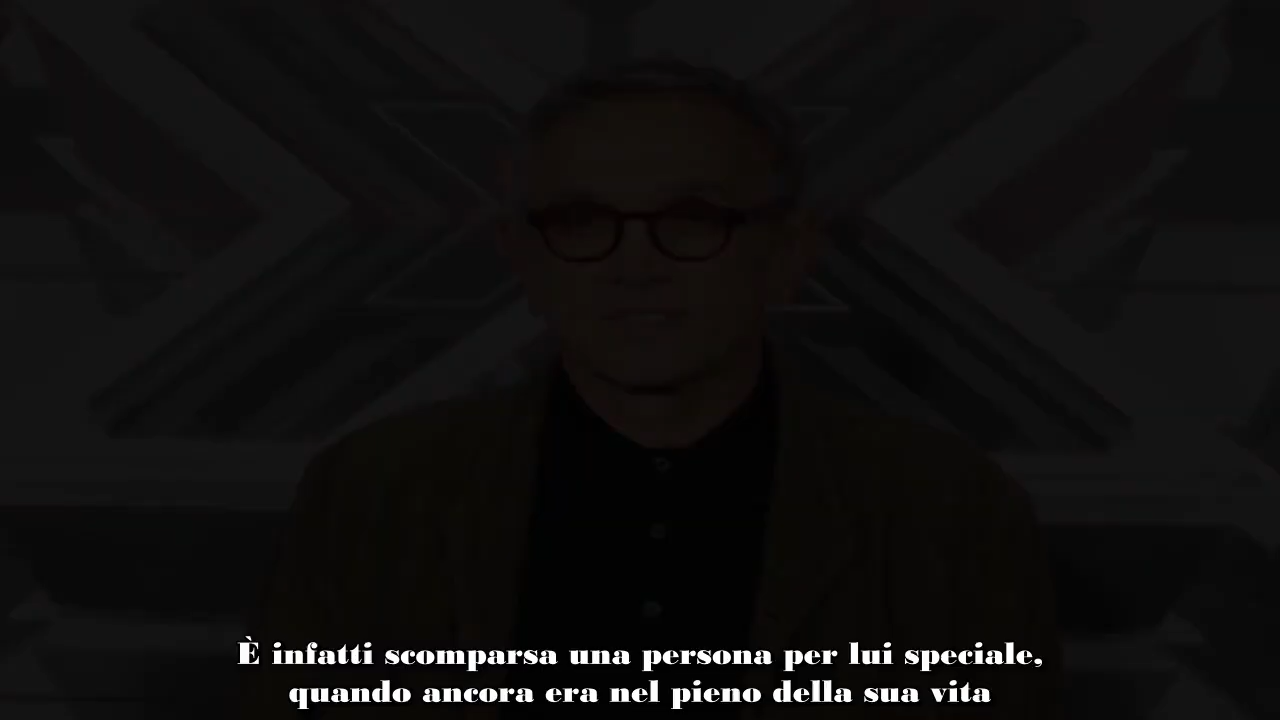 È infatti scomparsa una persona per lui speciale,
quando ancora era nel pieno della sua vita